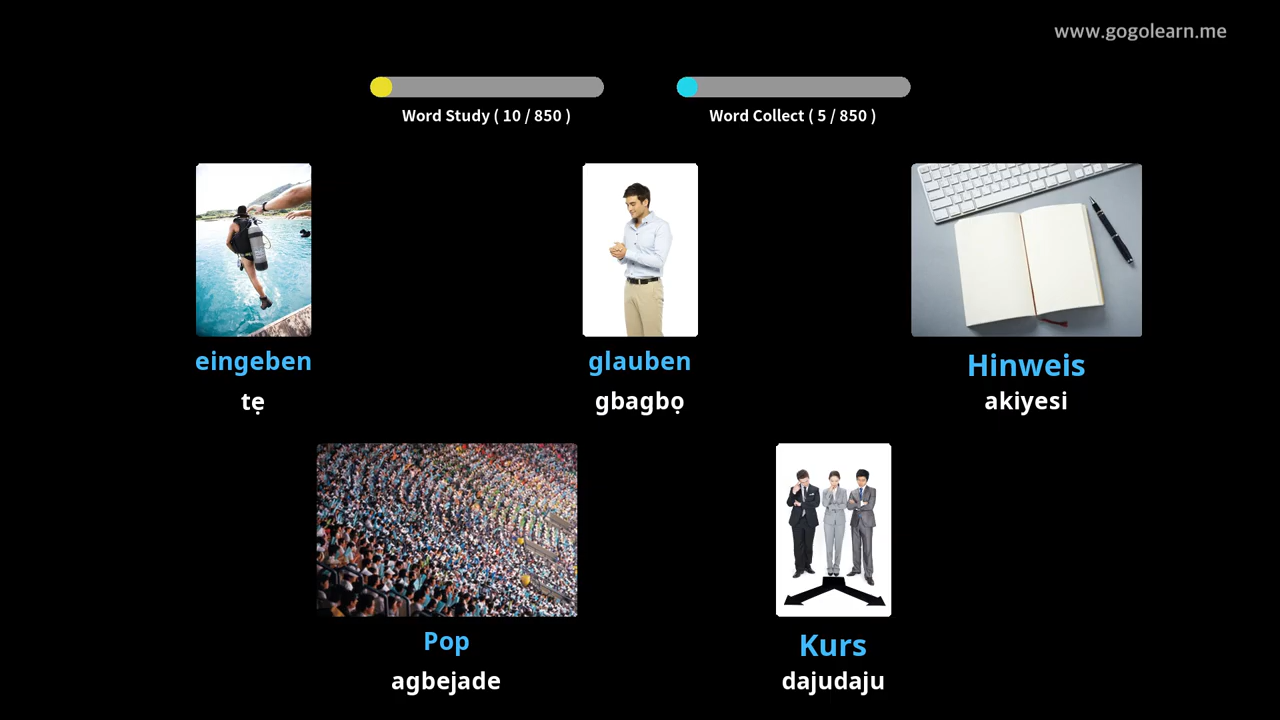 www.gogolearn.me
Word Study ( 10 / 850 )
Word Collect ( 5 / 850 )
eingeben
tẹ
glauben
gbagbọ
Hinweis
akiyesi
Pop
agbejade
Kurs
dajudaju